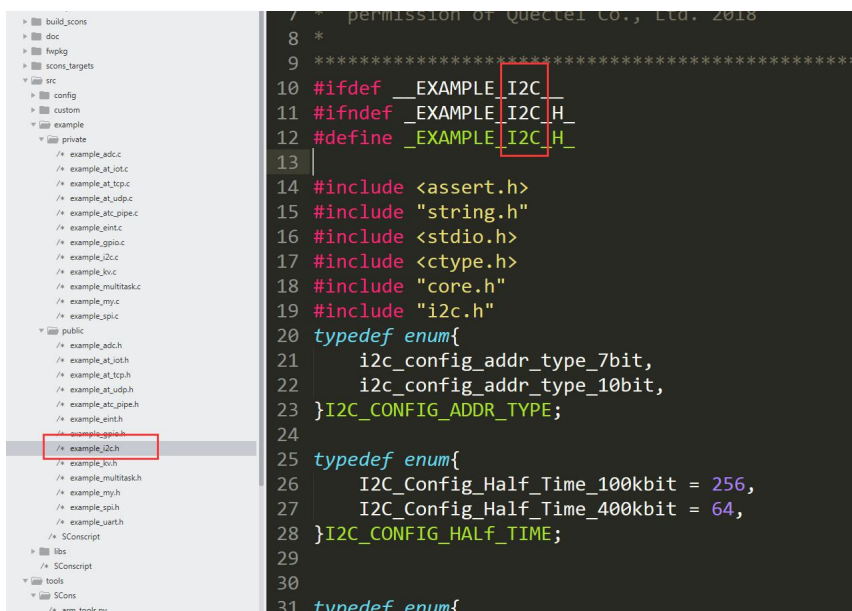 build_scons
doc
fwpkg
scons_targets
src
config
custom
example
private
/* example_adc.c
/* example_at_iot.c
/* example_at_tcp.c
/* example_at_udp.c
/* example_atc_pipe.c
/* example_eint.c
/* example_gpio.c
/* example_i2c.c
/* example_kv.c
/* example_multitask.c
/* example_my.c
/* example_spi.c
public
/* example_adc.h
/* example_at_iot.h
/* example_at_tcp.h
/* example_at_udp.h
/* example_atc_pipe.h
/* example_eint.h
/* example_gpio.h
/* example_i2c.h
/* example_kv.h
/* example_multitask.h
/* example_my.h
/* example_spi.h
/* example_uart.h
/* SConscript
libs
/* SConscript
tools
SCons
/* arm_tools.py
7 * permission of Quectel Co., Ltd. 2018
8 *
9 ************************************************
10 #ifdef __EXAMPLE_I2C__
11 #ifndef _EXAMPLE_I2C_H_
12 #define _EXAMPLE_I2C_H_
13
14 #include <assert.h>
15 #include "string.h"
16 #include <stdio.h>
17 #include <ctype.h>
18 #include "core.h"
19 #include "i2c.h"
20 typedef enum{
21 i2c_config_addr_type_7bit,
22 i2c_config_addr_type_10bit,
23 }I2C_CONFIG_ADDR_TYPE;
24
25 typedef enum{
26 I2C_Config_Half_Time_100kbit = 256,
27 I2C_Config_Half_Time_400kbit = 64,
28 }I2C_CONFIG_HALf_TIME;
29
30
31 typedef enum{